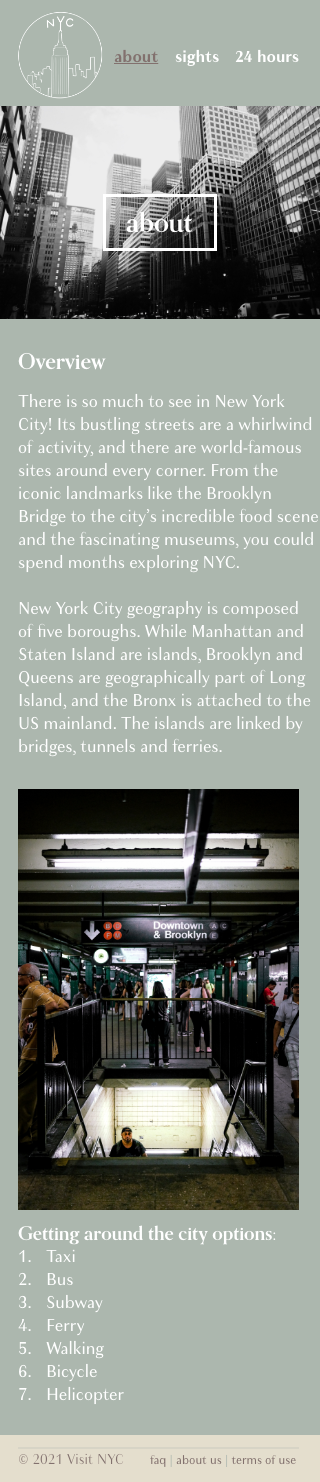 NYC
about sights 24 hours
about
Overview
There is so much to see in New York
City! Its bustling streets are a whirlwind
of activity, and there are world-famous
sites around every corner. From the
iconic landmarks like the Brooklyn
Bridge to the city’s incredible food scene
and the fascinating museums, you could
spend months exploring NYC.
New York City geography is composed
of five boroughs. While Manhattan and
Staten Island are islands, Brooklyn and
Queens are geographically part of Long
Island, and the Bronx is attached to the
US mainland. The islands are linked by
bridges, tunnels and ferries.
Downtown
& Brooklyn
Getting around the city options:
1. Taxi
2. Bus
3. Subway
4. Ferry
5. Walking
6. Bicycle
7. Helicopter
© 2021 Visit NYC faq | about us | terms of use